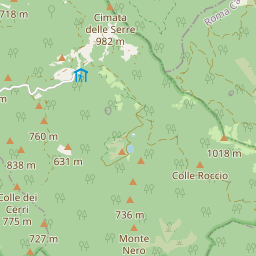 718 m
Cimata
delle Serre
982 m
Roma Ca
760 m
838 m
631 m
1018 m
Colle Roccio
Colle dei
Cerri
775 m
736 m
727 m
Monte
Nero